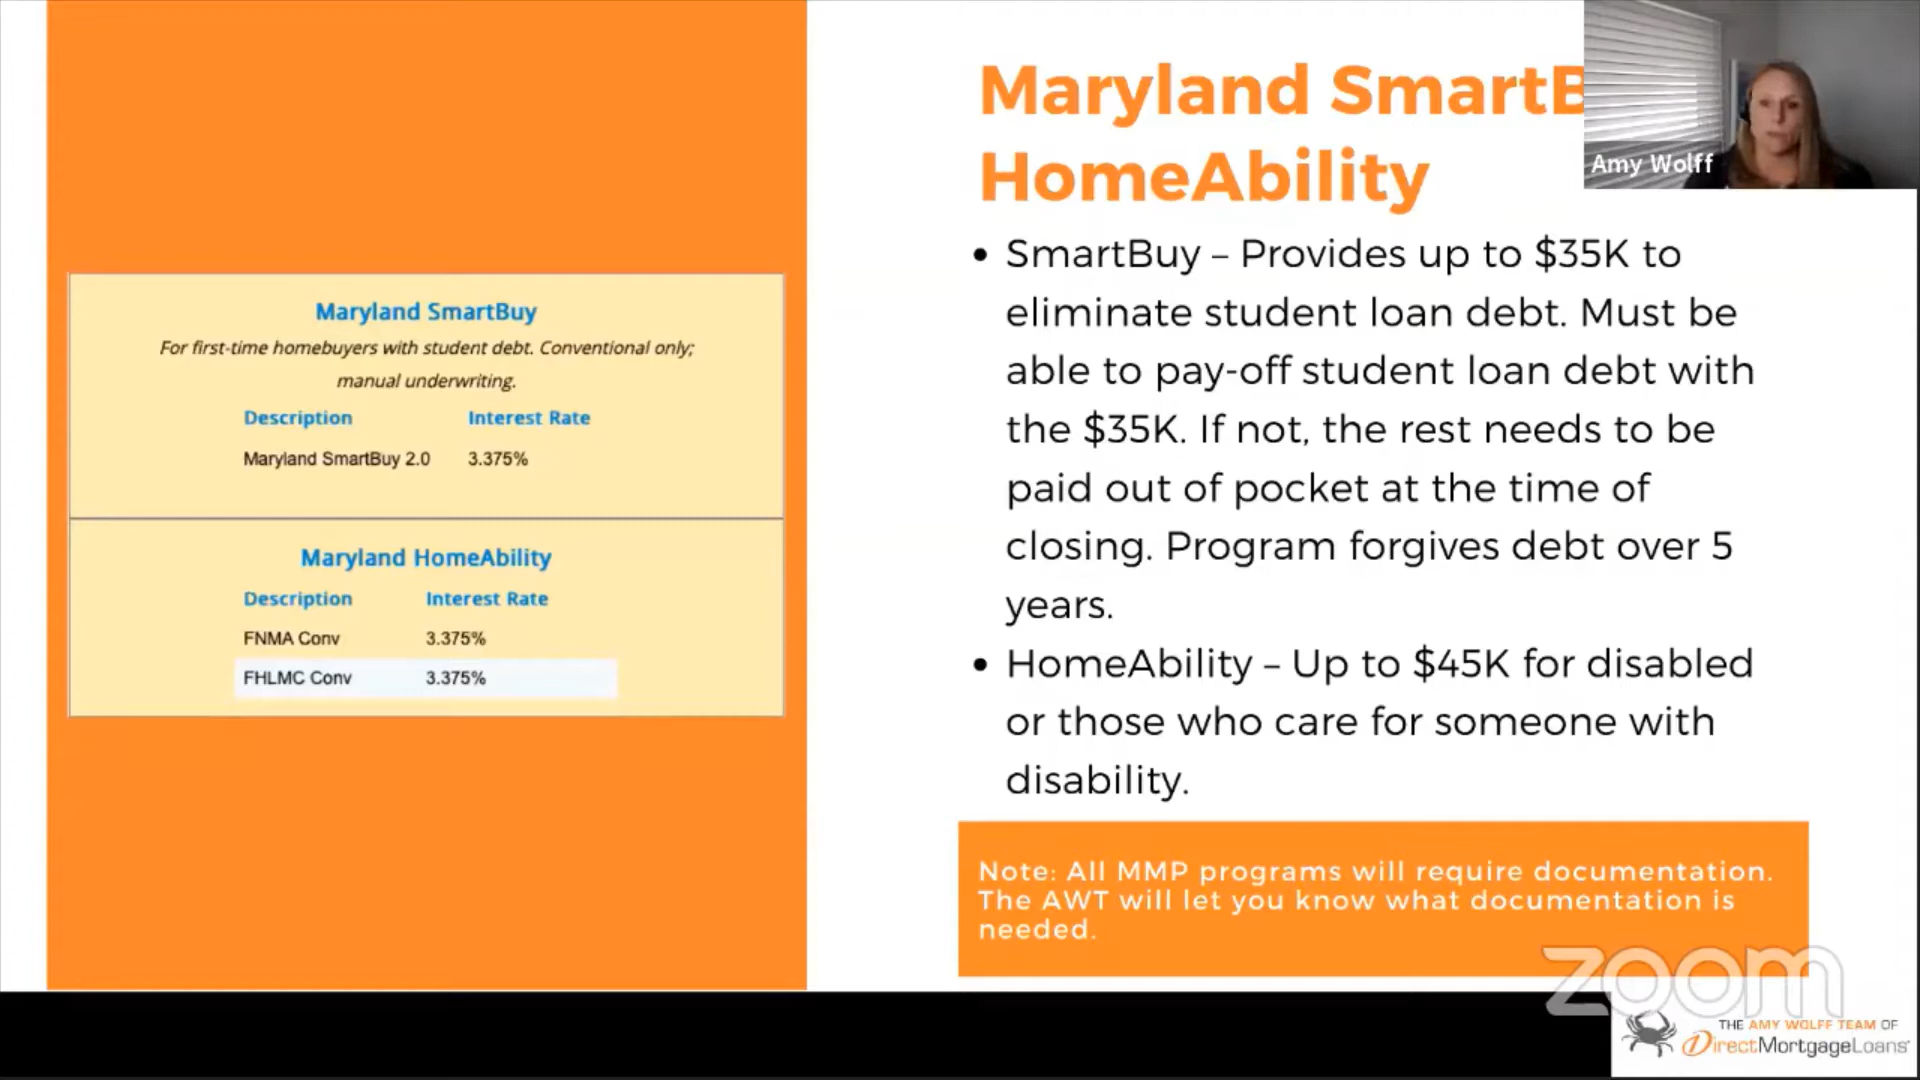 Maryland SmartB
HomeAbility
Amy Wolff
Maryland SmartBuy
For first-time homebuyers with student debt. Conventional only;
manual underwriting.
Description Interest Rate
Maryland SmartBuy 2.0 3.375%
Maryland HomeAbility
Description Interest Rate
FNMA Conv 3.375%
FHLMC Conv 3.375%
• SmartBuy – Provides up to $35K to
eliminate student loan debt. Must be
able to pay-off student loan debt with
the $35K. If not, the rest needs to be
paid out of pocket at the time of
closing. Program forgives debt over 5
years.
• HomeAbility – Up to $45K for disabled
or those who care for someone with
disability.
Note: All MMP programs will require documentation.
The AWT will let you know what documentation is
needed.
zoom
THE AMY WOLFF TEAM OF
DirectMortgageLoans